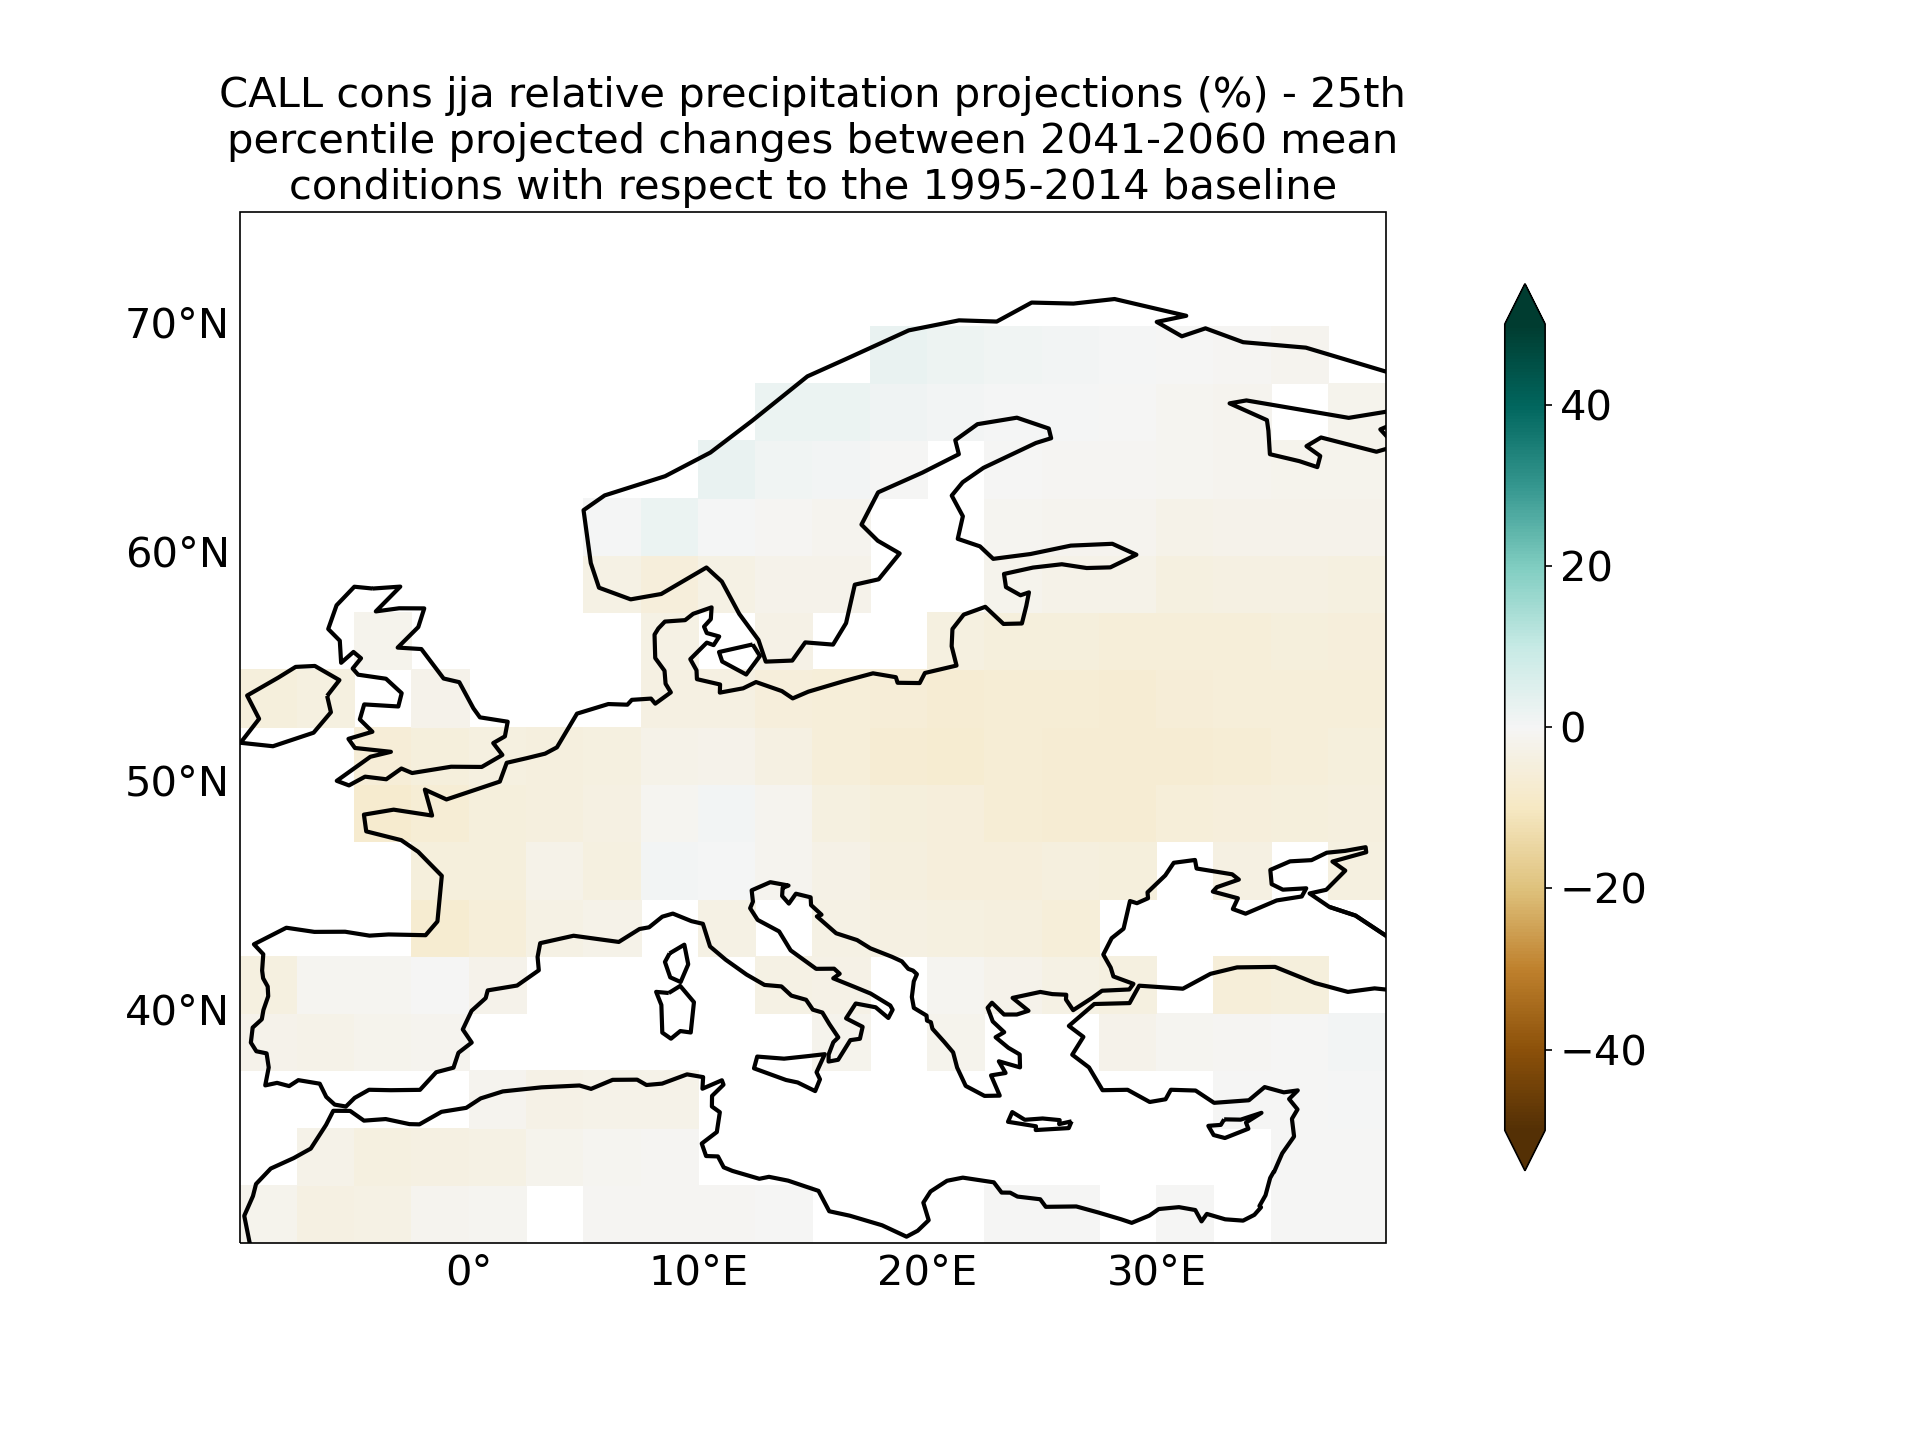 CALL cons jja relative precipitation projections (%) - 25th
percentile projected changes between 2041-2060 mean
conditions with respect to the 1995-2014 baseline
70°N
60°N
50°N
40°N
0°
10°E
20°E
30°E
40
20
0
−20
−40